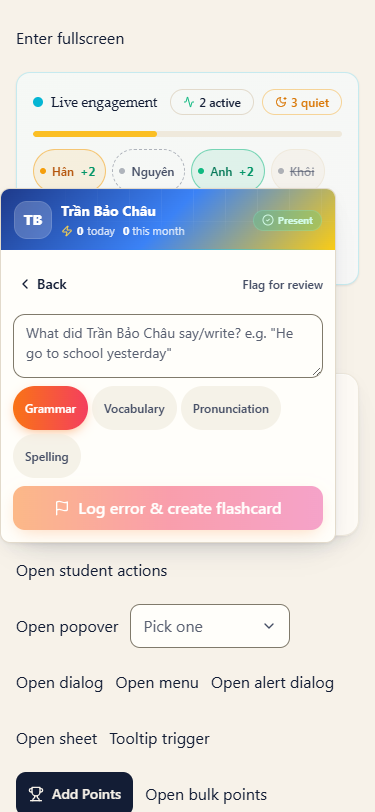 Enter fullscreen
Live engagement
2 active
3 quiet
Hân +2
Nguyên
Anh +2
Khôi
TB
Trần Bảo Châu
0 today 0 this month
Present
Back
Flag for review
What did Trần Bảo Châu say/write? e.g. "He
go to school yesterday"
Grammar
Vocabulary
Pronunciation
Spelling
Log error & create flashcard
Open student actions
Open popover
Pick one
Open dialog
Open menu
Open alert dialog
Open sheet
Tooltip trigger
Add Points
Open bulk points